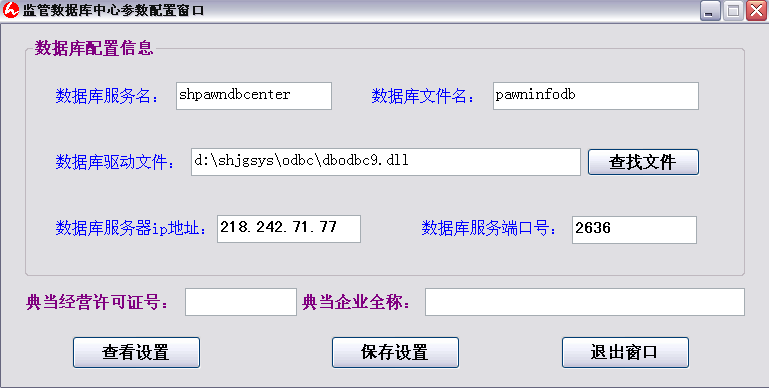 监管数据库中心参数配置窗口
数据库配置信息
数据库服务名： shpawndbcenter 数据库文件名： pawninfodb
数据库驱动文件： d:\shjgsys\odbc\dbodbc9.dll 查找文件
数据库服务器ip地址： 218.242.71.77 数据库服务端口号： 2636
典当经营许可证号： 典当企业全称：
查看设置 保存设置 退出窗口